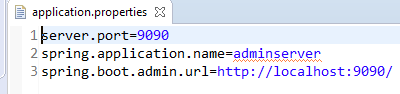 application.properties
1 server.port=9090
2 spring.application.name=adminserver
3 spring.boot.admin.url=http://localhost:9090/